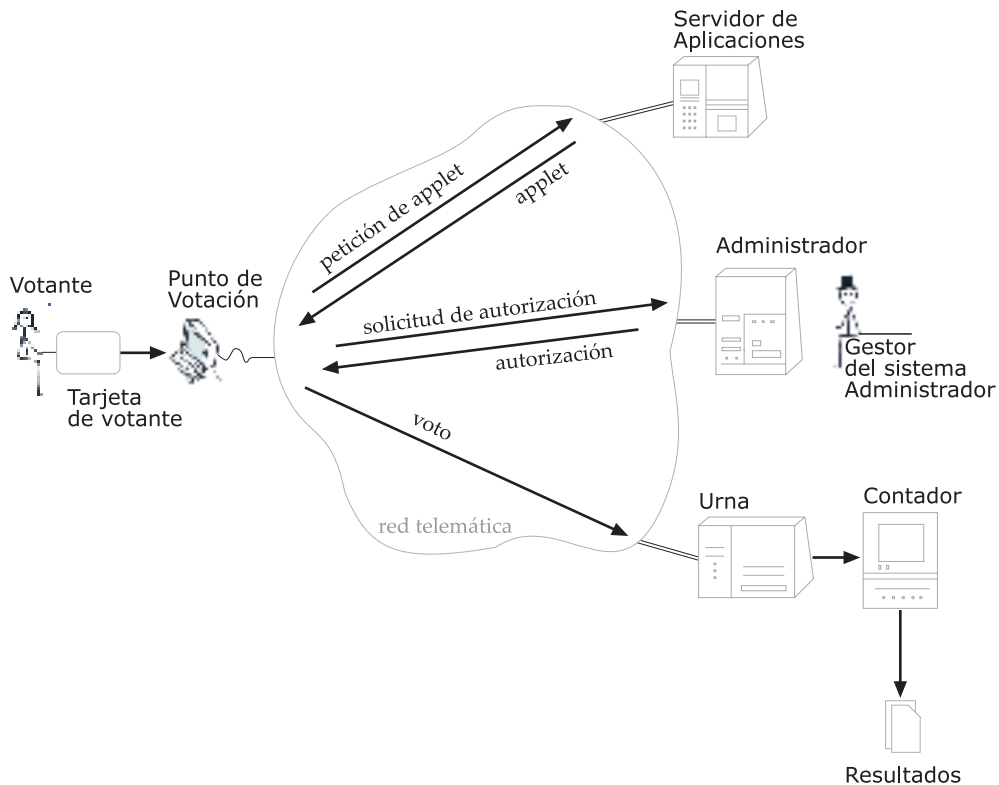 Servidor de
Aplicaciones
petición de applet
applet
Administrador
Votante
Punto de
Votación
solicitud de autorización
autorización
Gestor
del sistema
Administrador
Tarjeta
de votante
voto
red telemática
Urna
Contador
Resultados